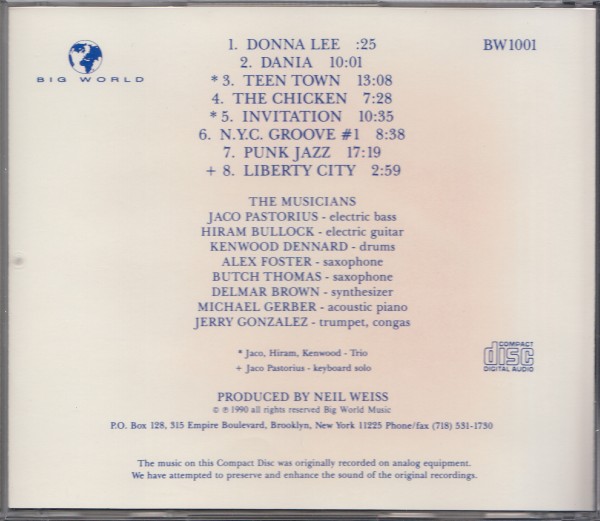 BIG WORLD
BW1001
1. DONNA LEE :25
2. DANIA 10:01
* 3. TEEN TOWN 13:08
4. THE CHICKEN 7:28
* 5. INVITATION 10:35
6. N.Y.C. GROOVE #1 8:38
7. PUNK JAZZ 17:19
+ 8. LIBERTY CITY 2:59
THE MUSICIANS
JACO PASTORIUS - electric bass
HIRAM BULLOCK - electric guitar
KENWOOD DENNARD - drums
ALEX FOSTER - saxophone
BUTCH THOMAS - saxophone
DELMAR BROWN - synthesizer
MICHAEL GERBER - acoustic piano
JERRY GONZALEZ - trumpet, congas
* Jaco, Hiram, Kenwood - Trio
+ Jaco Pastorius - keyboard solo
COMPACT
disc
DIGITAL AUDIO
PRODUCED BY NEIL WEISS
© ℗ 1990 all rights reserved Big World Music
P.O. Box 128, 315 Empire Boulevard, Brooklyn, New York 11225 Phone/fax (718) 531-1730
The music on this Compact Disc was originally recorded on analog equipment.
We have attempted to preserve and enhance the sound of the original recordings.